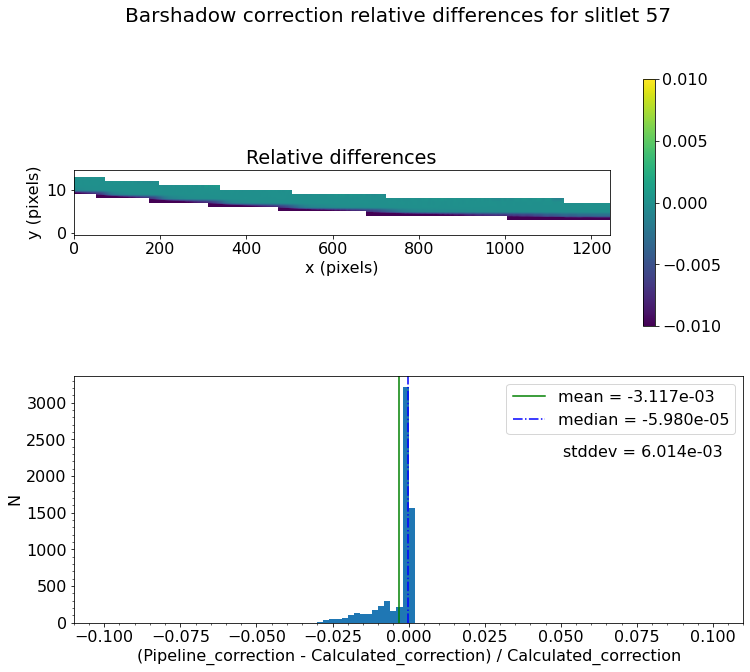 Barshadow correction relative differences for slitlet 57
Relative differences
y (pixels)
10
0
0 200 400 600 800 1000 1200
x (pixels)
0.010
0.005
0.000
−0.005
−0.010
N
3000
2500
2000
1500
1000
500
0
mean = -3.117e-03
median = -5.980e-05
stddev = 6.014e-03
−0.100 −0.075 −0.050 −0.025 0.000 0.025 0.050 0.075 0.100
(Pipeline_correction - Calculated_correction) / Calculated_correction